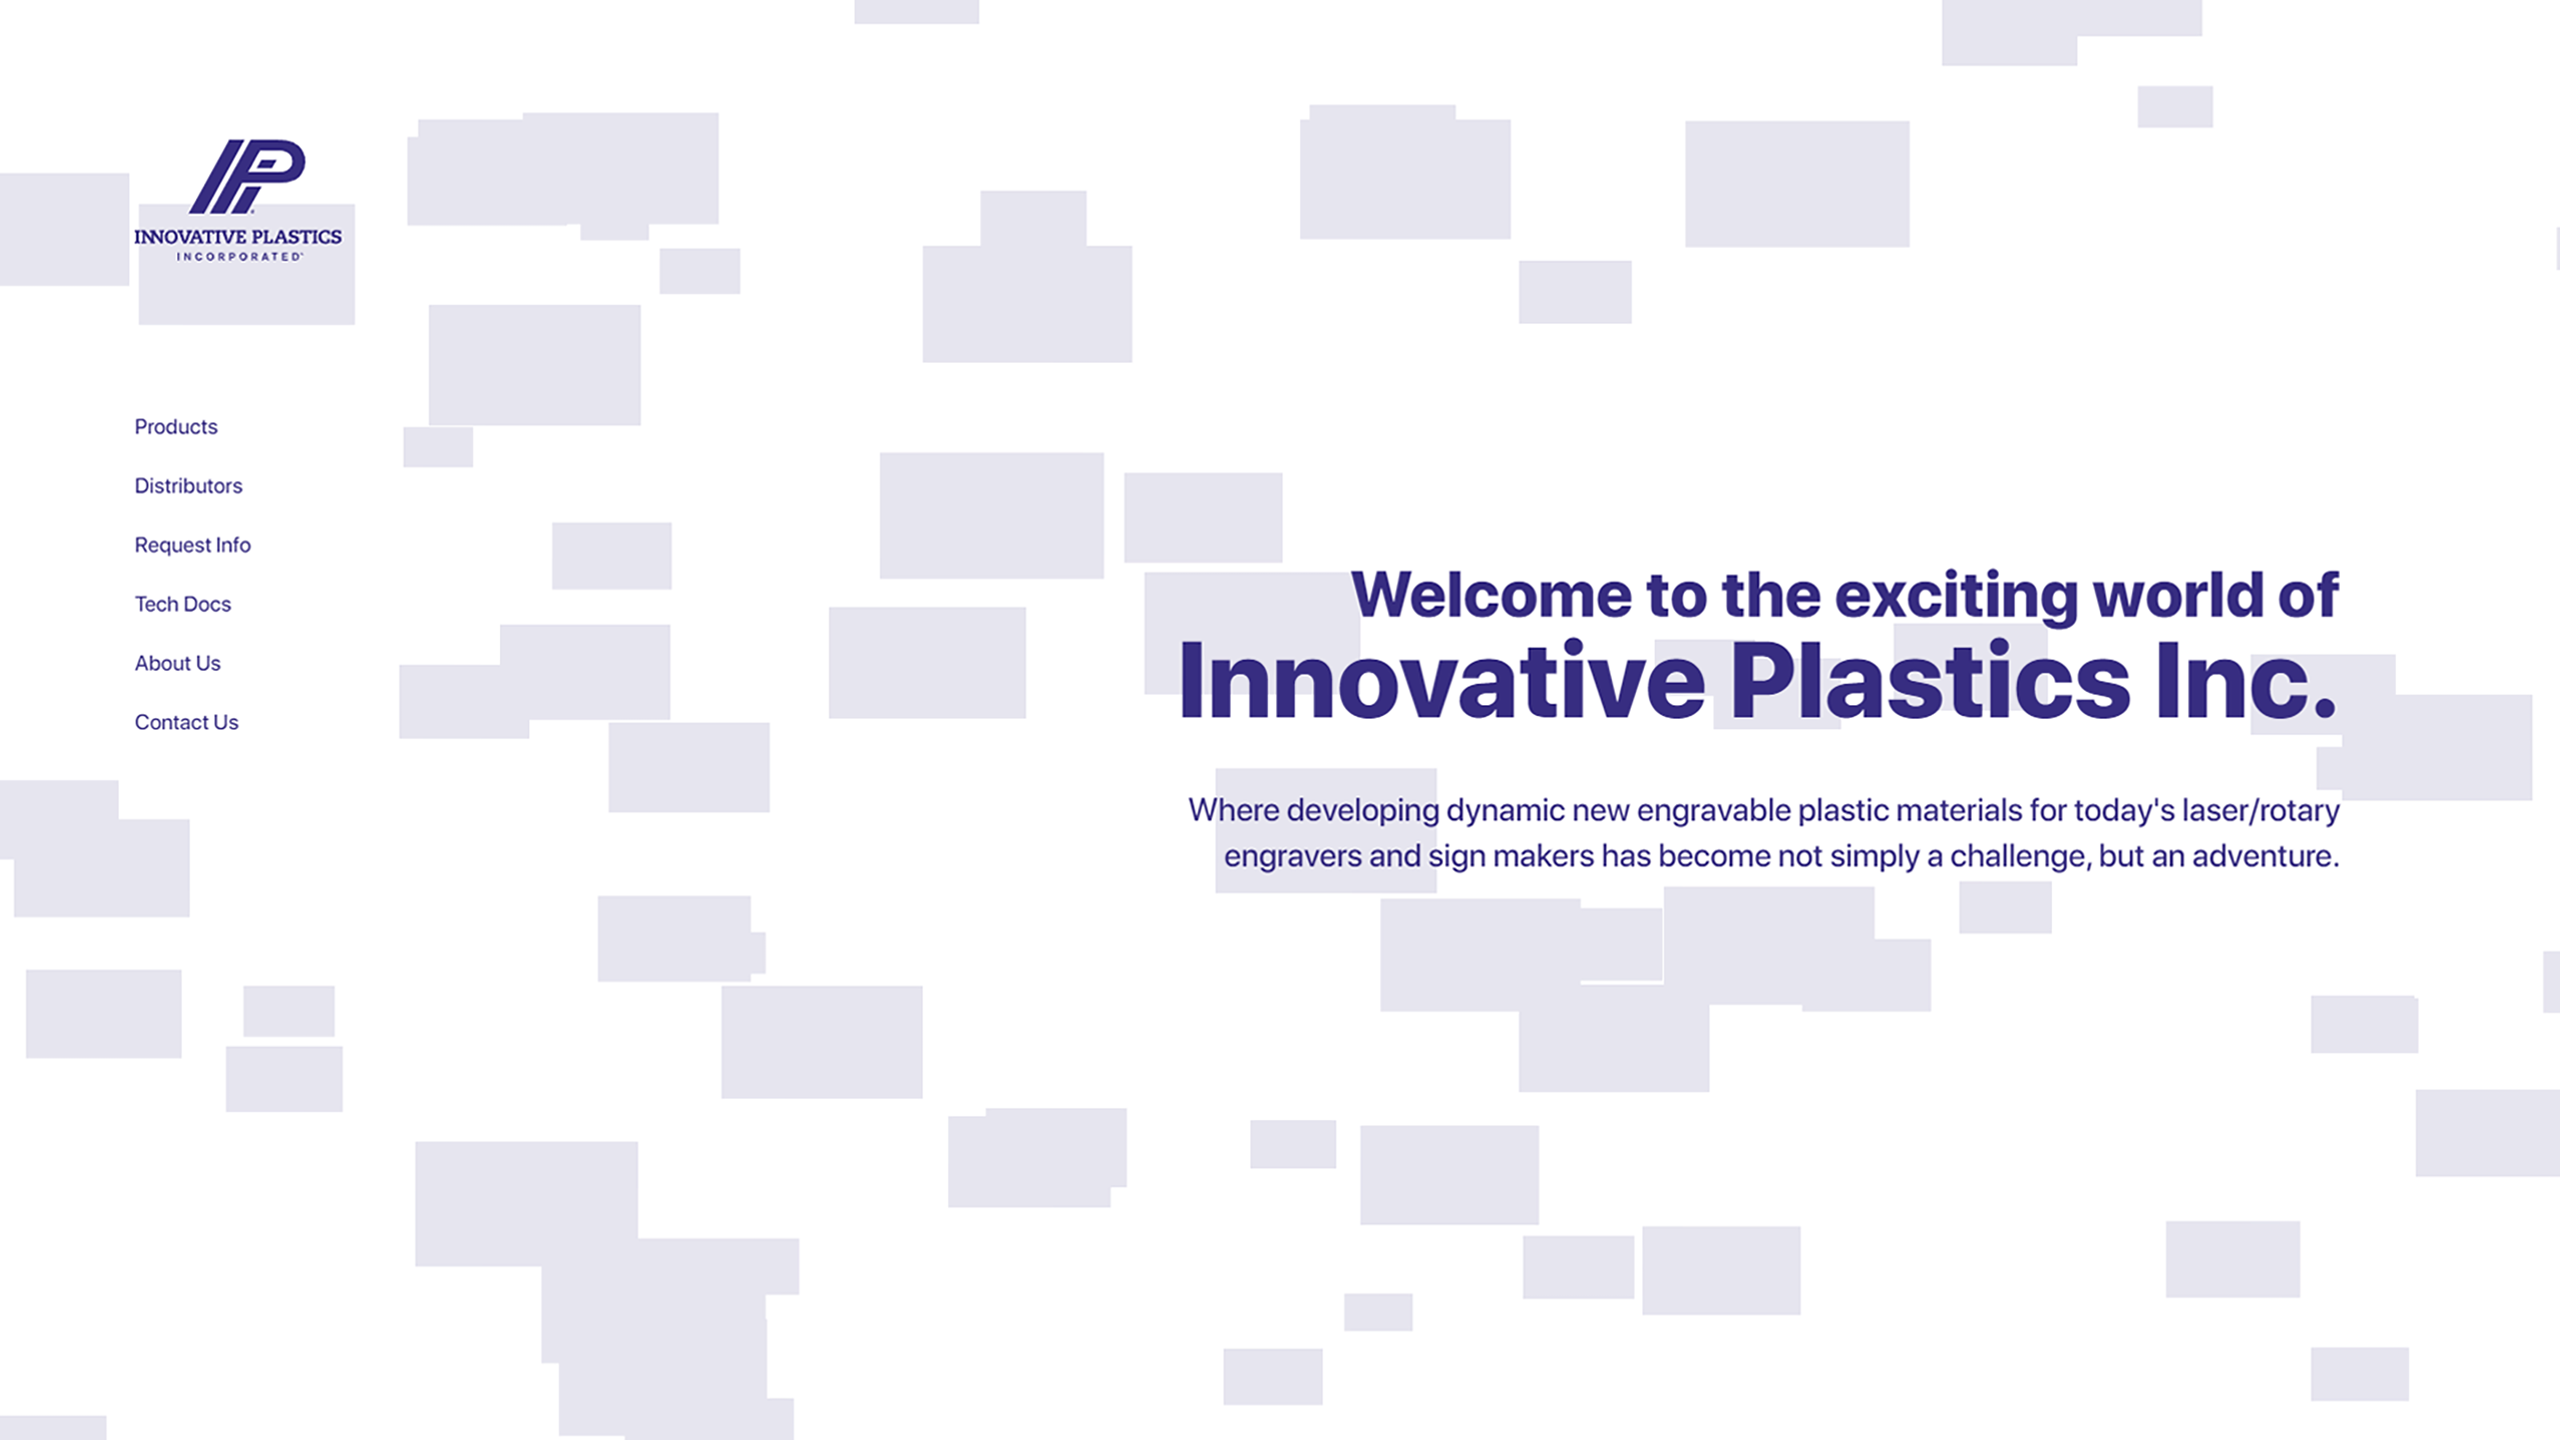 INNOVATIVE PLASTICS
INCORPORATED
Products
Distributors
Request Info
Tech Docs
About Us
Contact Us
Welcome to the exciting world of
Innovative Plastics Inc.
Where developing dynamic new engravable plastic materials for today's laser/rotary
engravers and sign makers has become not simply a challenge, but an adventure.